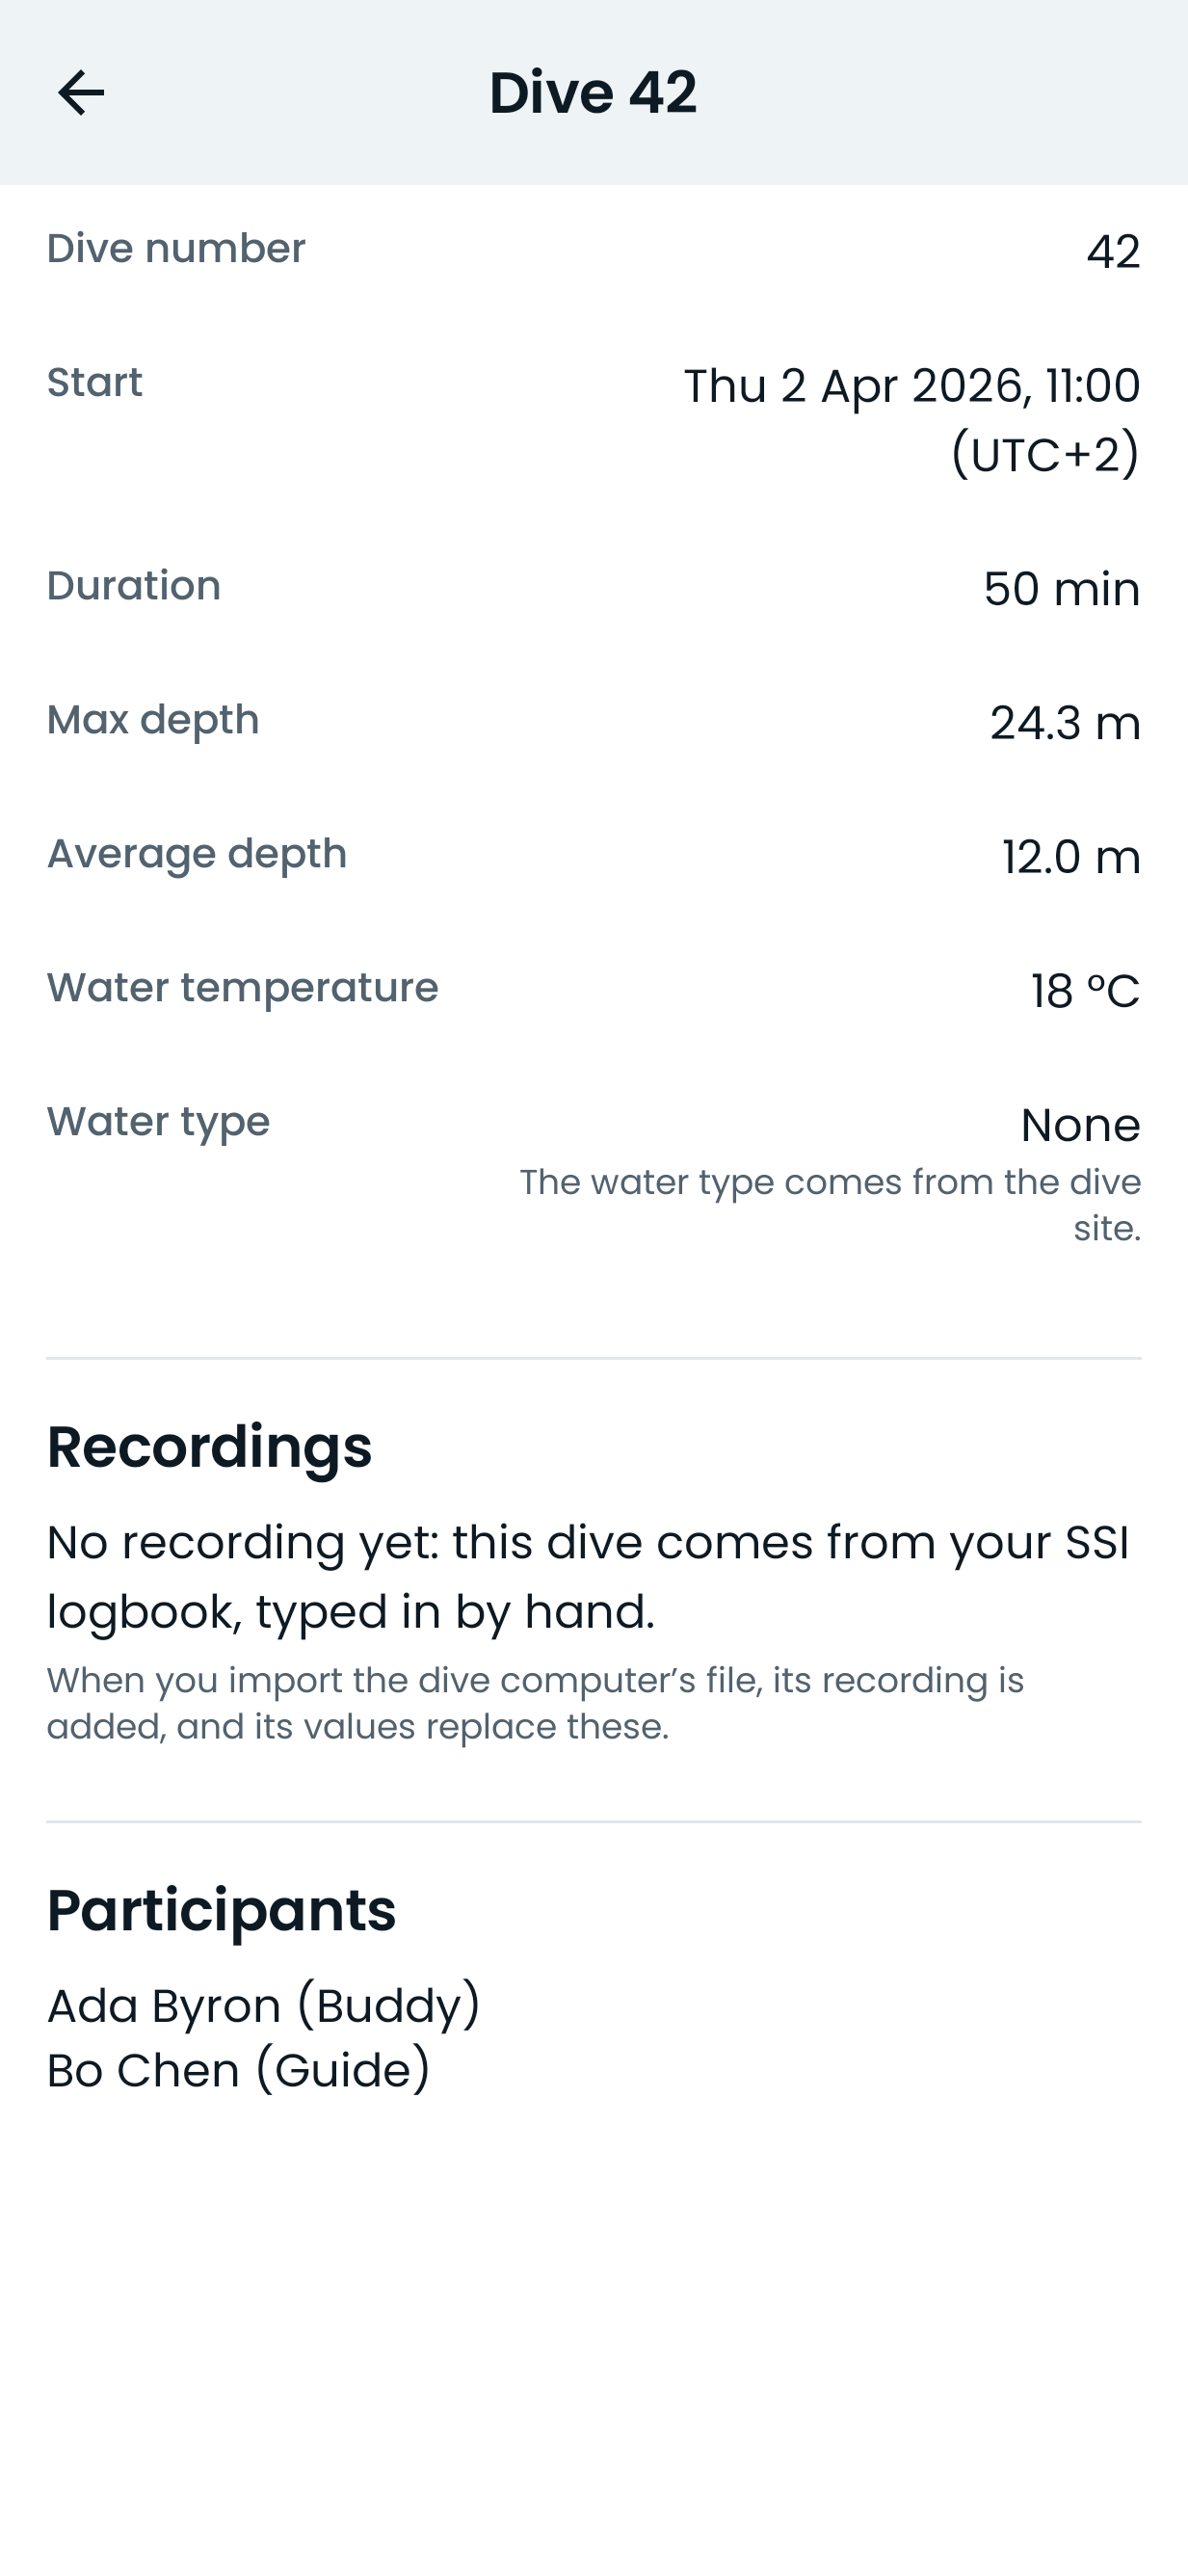 Dive 42
Dive number
42
Start
Thu 2 Apr 2026, 11:00
(UTC+2)
Duration
50 min
Max depth
24.3 m
Average depth
12.0 m
Water temperature
18 °C
Water type
None
The water type comes from the dive
site.
Recordings
No recording yet: this dive comes from your SSI
logbook, typed in by hand.
When you import the dive computer’s file, its recording is
added, and its values replace these.
Participants
Ada Byron (Buddy)
Bo Chen (Guide)